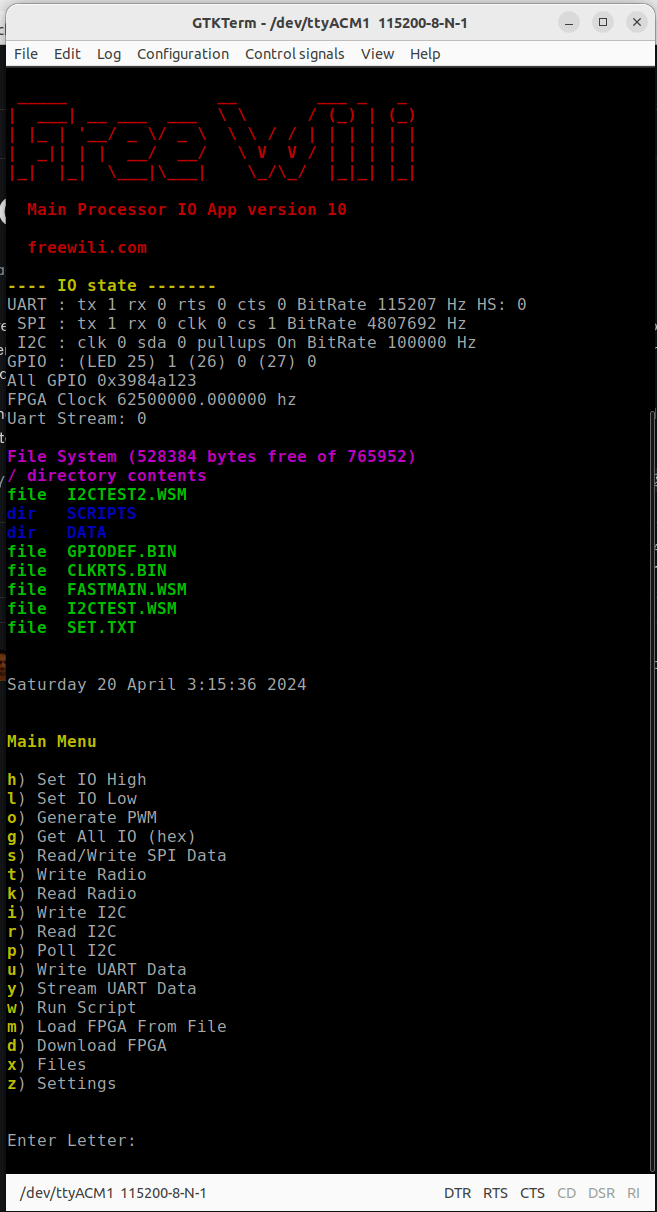 GTKTerm - /dev/ttyACM1 115200-8-N-1
File Edit Log Configuration Control signals View Help
Free Wili
Main Processor IO App version 10
freewili.com
---- IO state -------
UART : tx 1 rx 0 rts 0 cts 0 BitRate 115207 Hz HS: 0
SPI : tx 1 rx 0 clk 0 cs 1 BitRate 4807692 Hz
I2C : clk 0 sda 0 pullups On BitRate 100000 Hz
GPIO : (LED 25) 1 (26) 0 (27) 0
All GPIO 0x3984a123
FPGA Clock 62500000.000000 hz
Uart Stream: 0
File System (528384 bytes free of 765952)
/ directory contents
file I2CTEST2.WSM
dir SCRIPTS
dir DATA
file GPIODEF.BIN
file CLKRTS.BIN
file FASTMAIN.WSM
file I2CTEST.WSM
file SET.TXT
Saturday 20 April 3:15:36 2024
Main Menu
h) Set IO High
l) Set IO Low
o) Generate PWM
g) Get All IO (hex)
s) Read/Write SPI Data
t) Write Radio
k) Read Radio
i) Write I2C
r) Read I2C
p) Poll I2C
u) Write UART Data
y) Stream UART Data
w) Run Script
m) Load FPGA From File
d) Download FPGA
x) Files
z) Settings
Enter Letter:
/dev/ttyACM1 115200-8-N-1 DTR RTS CTS CD DSR RI